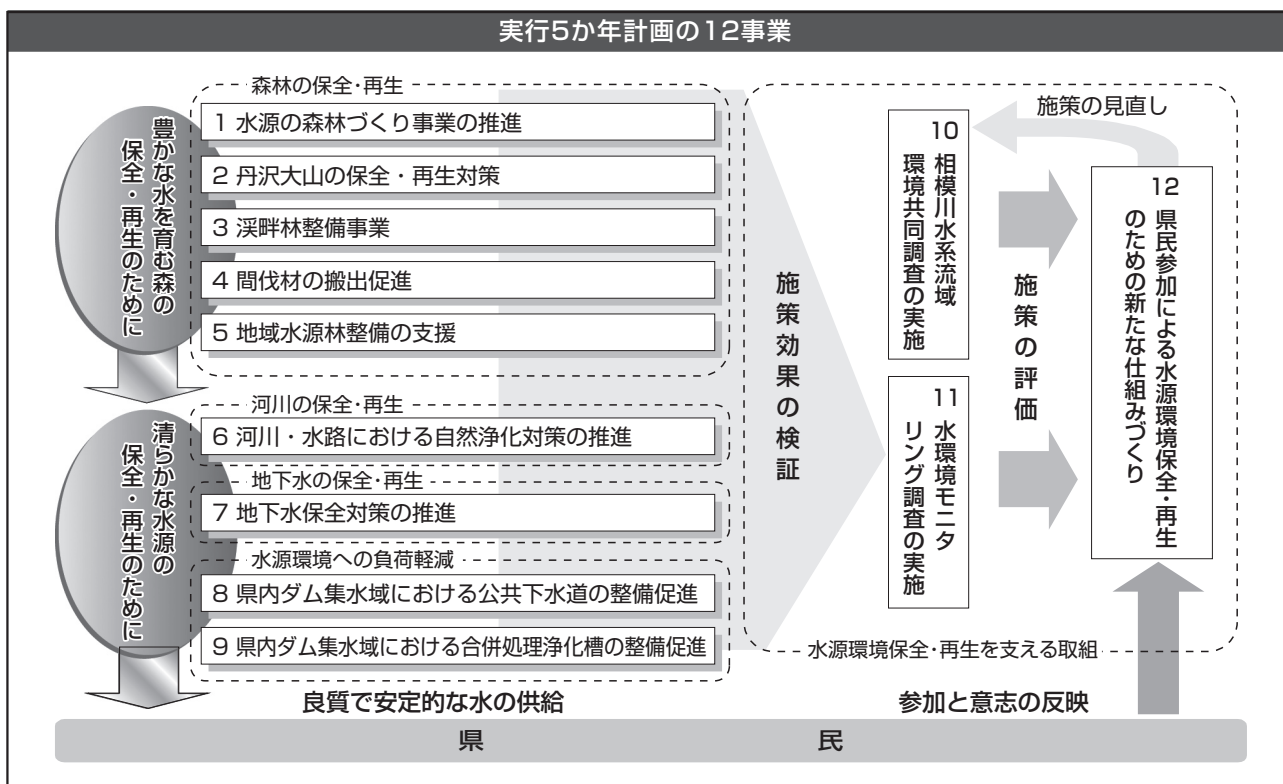 実行5か年計画の12事業
豊かな水を育む森の
保全・再生のために
森林の保全・再生
1 水源の森林づくり事業の推進
2 丹沢大山の保全・再生対策
3 渓畔林整備事業
4 間伐材の搬出促進
5 地域水源林整備の支援
清らかな水源の
保全・再生のために
河川の保全・再生
6 河川・水路における自然浄化対策の推進
地下水の保全・再生
7 地下水保全対策の推進
水源環境への負荷軽減
8 県内ダム集水域における公共下水道の整備促進
9 県内ダム集水域における合併処理浄化槽の整備促進
施策効果の検証
10 相模川水系流域
環境共同調査の実施
11 水環境モニタ
リング調査の実施
施策の評価
施策の見直し
12 県民参加による水源環境保全・再生
のための新たな仕組みづくり
水源環境保全・再生を支える取組
良質で安定的な水の供給
参加と意志の反映
県 民